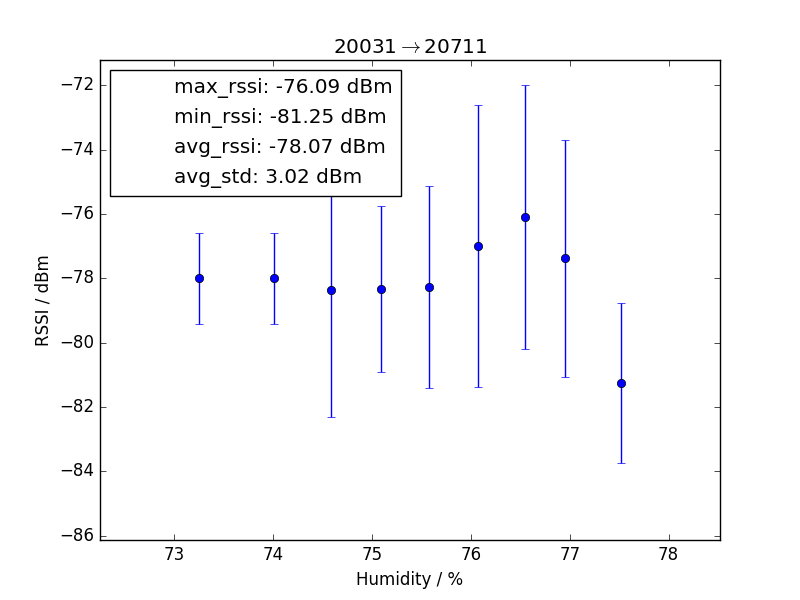 20031→20711
max_rssi: -76.09 dBm
min_rssi: -81.25 dBm
avg_rssi: -78.07 dBm
avg_std: 3.02 dBm
RSSI / dBm
−72
−74
−76
−78
−80
−82
−84
−86
73 74 75 76 77 78
Humidity / %